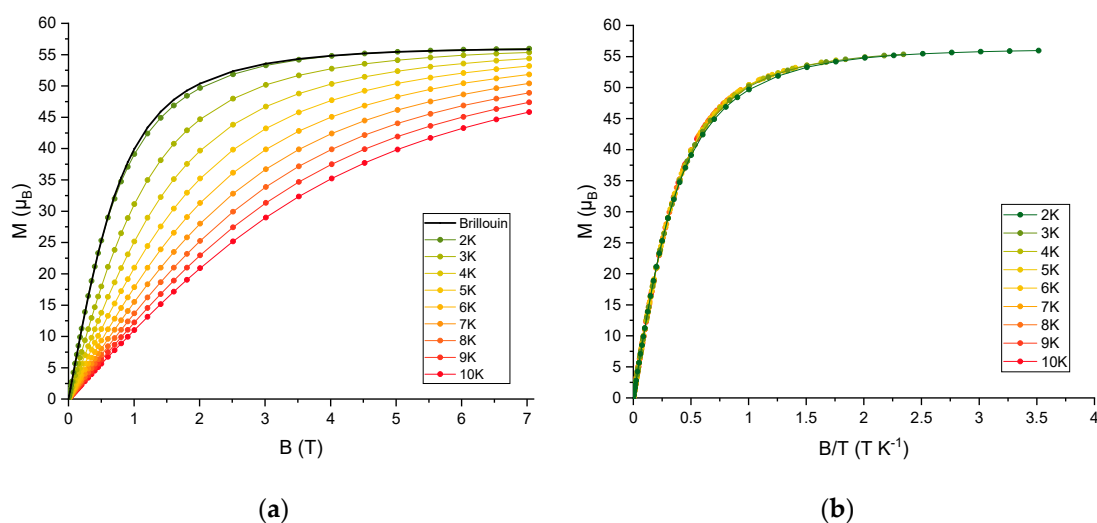 60
55
50
45
40
35
30
25
20
15
10
5
0
M (μB)
Brillouin
2K
3K
4K
5K
6K
7K
8K
9K
10K
0 1 2 3 4 5 6 7
B (T)
(a)
60
55
50
45
40
35
30
25
20
15
10
5
0
M (μB)
2K
3K
4K
5K
6K
7K
8K
9K
10K
0 0.5 1 1.5 2 2.5 3 3.5 4
B/T (T K⁻¹)
(b)